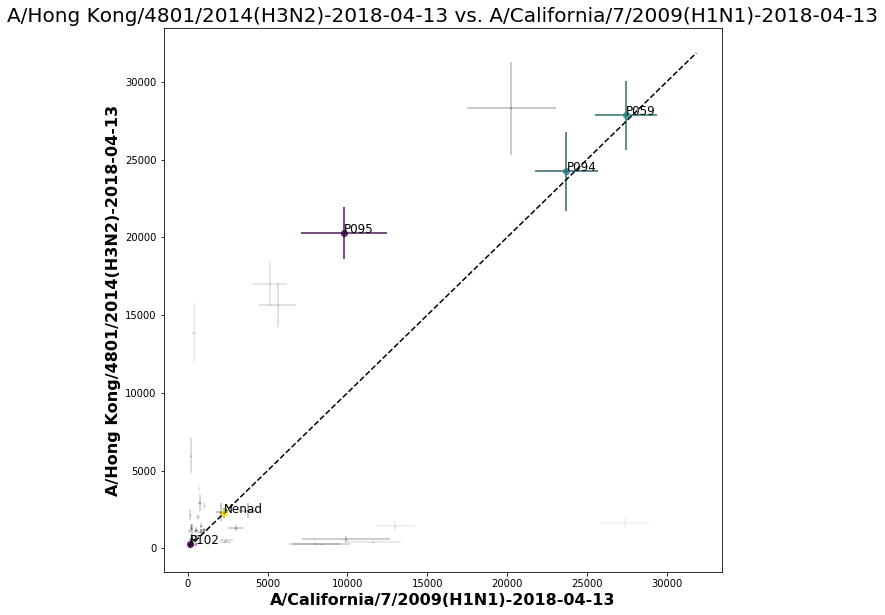 A/Hong Kong/4801/2014(H3N2)-2018-04-13 vs. A/California/7/2009(H1N1)-2018-04-13
A/Hong Kong/4801/2014(H3N2)-2018-04-13
30000
25000
20000
15000
10000
5000
0
P059
P094
P095
Nenad
P102
0
5000
10000
15000
20000
25000
30000
A/California/7/2009(H1N1)-2018-04-13